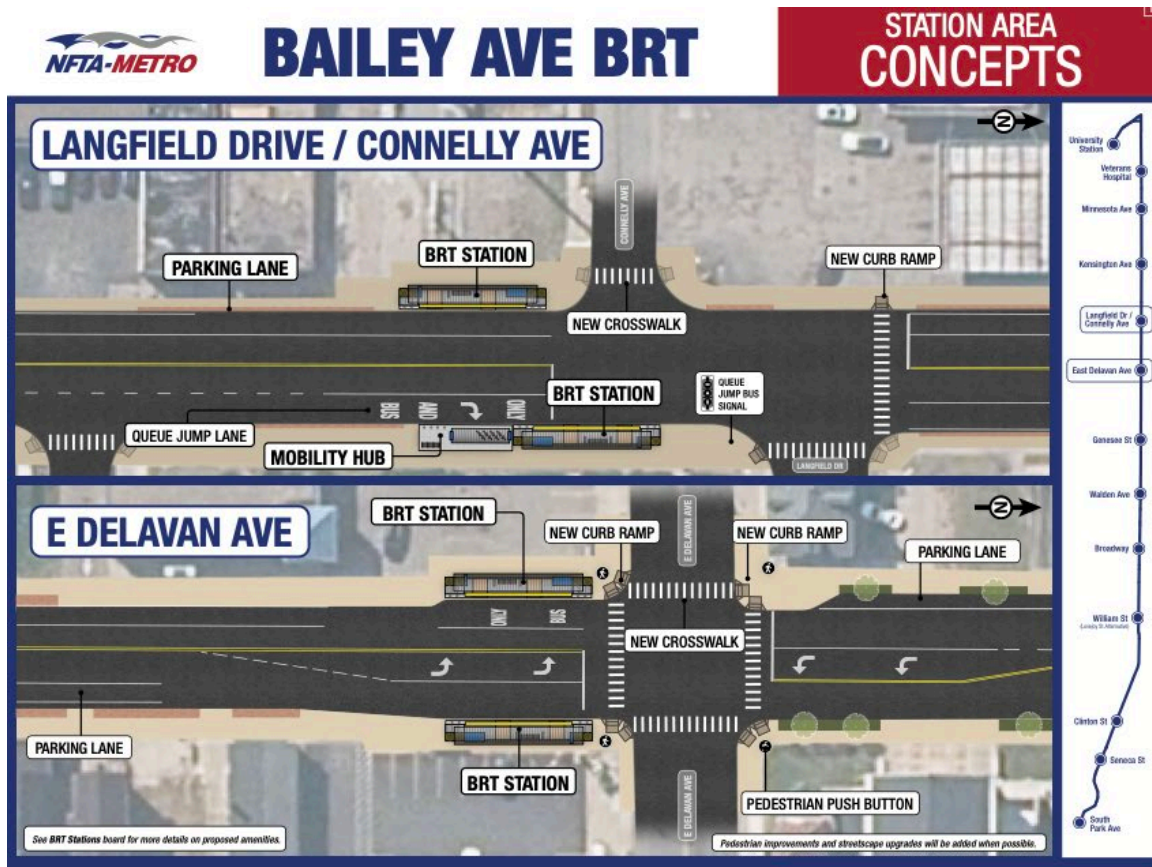 NFTA-METRO
BAILEY AVE BRT
STATION AREA
CONCEPTS
LANGFIELD DRIVE / CONNELLY AVE
N
CONNELLY AVE
PARKING LANE
BRT STATION
NEW CURB RAMP
NEW CROSSWALK
QUEUE
JUMP BUS
SIGNAL
BRT STATION
BUS
AND
ONLY
QUEUE JUMP LANE
MOBILITY HUB
LANGFIELD DR
E DELAVAN AVE
N
E DELAVAN AVE
BRT STATION
NEW CURB RAMP
NEW CURB RAMP
PARKING LANE
ONLY
BUS
NEW CROSSWALK
PARKING LANE
BRT STATION
E DELAVAN AVE
PEDESTRIAN PUSH BUTTON
See BRT Stations board for more details on proposed amenities.
Pedestrian improvements and streetscape upgrades will be added when possible.
University
Station
Veterans
Hospital
Minnesota Ave
Kensington Ave
Langfield Dr /
Connelly Ave
East Delavan Ave
Genesee St
Walden Ave
Broadway
William St
Clinton St
Seneca St
South
Park Ave